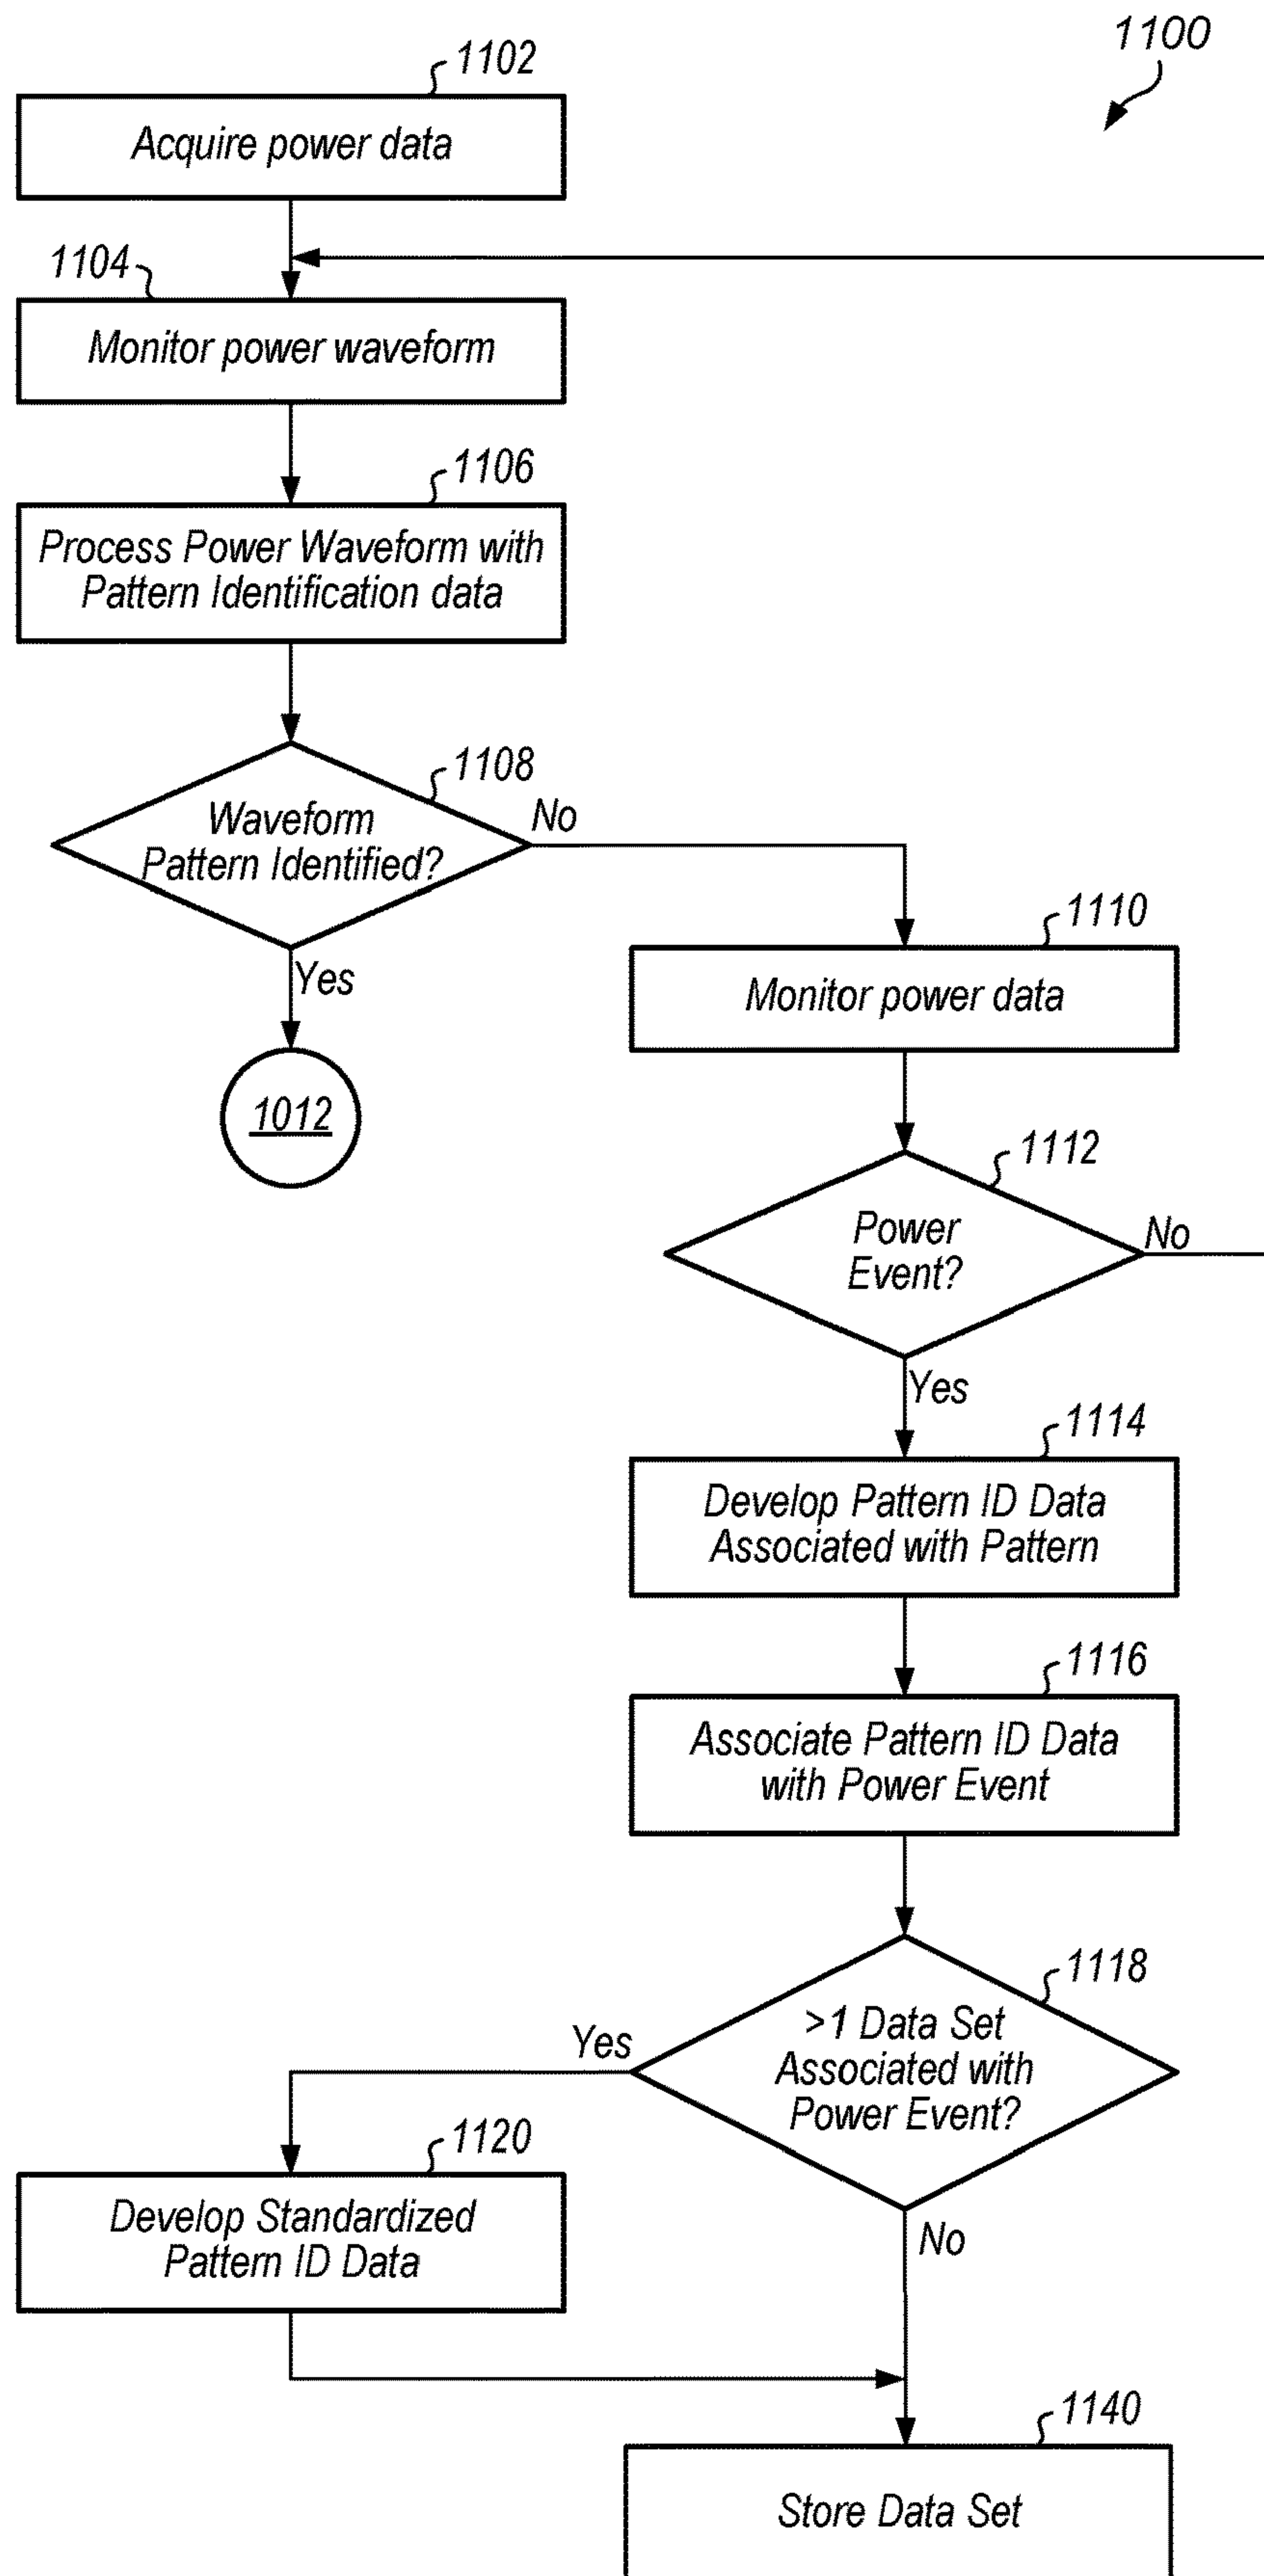 1100
1102
Acquire power data
1104
Monitor power waveform
1106
Process Power Waveform with
Pattern Identification data
1108
Waveform
Pattern Identified?
No
Yes
1012
1110
Monitor power data
1112
Power
Event?
No
Yes
1114
Develop Pattern ID Data
Associated with Pattern
1116
Associate Pattern ID Data
with Power Event
1118
>1 Data Set
Associated with
Power Event?
Yes
No
1120
Develop Standardized
Pattern ID Data
1140
Store Data Set